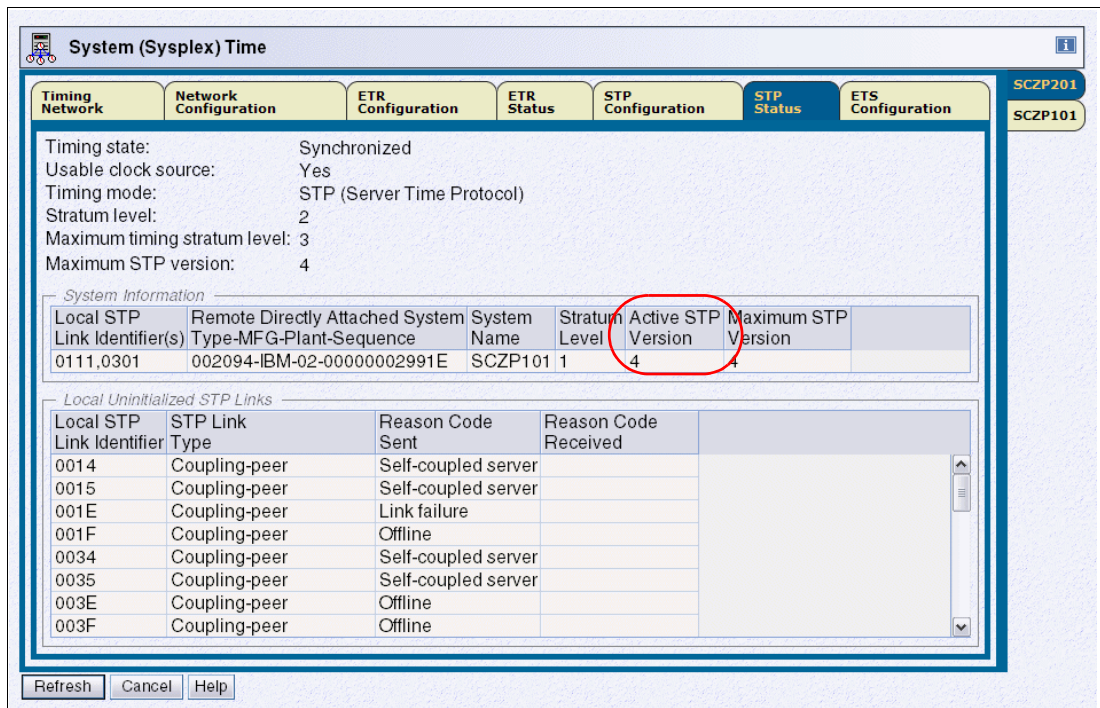 System (Sysplex) Time
i
SCZP201
SCZP101
Timing Network
Network Configuration
ETR Configuration
ETR Status
STP Configuration
STP Status
ETS Configuration
Timing state: Synchronized
Usable clock source: Yes
Timing mode: STP (Server Time Protocol)
Stratum level: 2
Maximum timing stratum level: 3
Maximum STP version: 4
System Information
Local STP Remote Directly Attached System System Stratum Active STP Maximum STP
Link Identifier(s) Type-MFG-Plant-Sequence Name Level Version Version
0111,0301 002094-IBM-02-00000002991E SCZP101 1 4 4
Local Uninitialized STP Links
Local STP STP Link Reason Code Reason Code
Link Identifier Type Sent Received
0014 Coupling-peer Self-coupled server
0015 Coupling-peer Self-coupled server
001E Coupling-peer Link failure
001F Coupling-peer Offline
0034 Coupling-peer Self-coupled server
0035 Coupling-peer Self-coupled server
003E Coupling-peer Offline
003F Coupling-peer Offline
Refresh Cancel Help